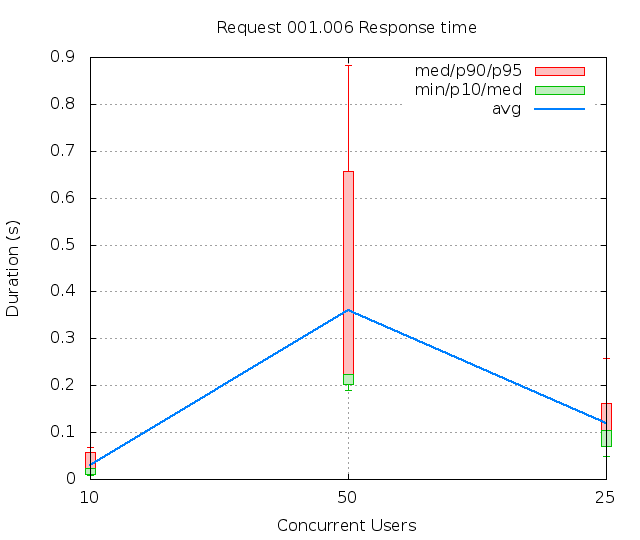 Request 001.006 Response time
med/p90/p95
min/p10/med
avg
0.9
0.8
0.7
0.6
0.5
0.4
0.3
0.2
0.1
0
Duration (s)
10
50
25
Concurrent Users